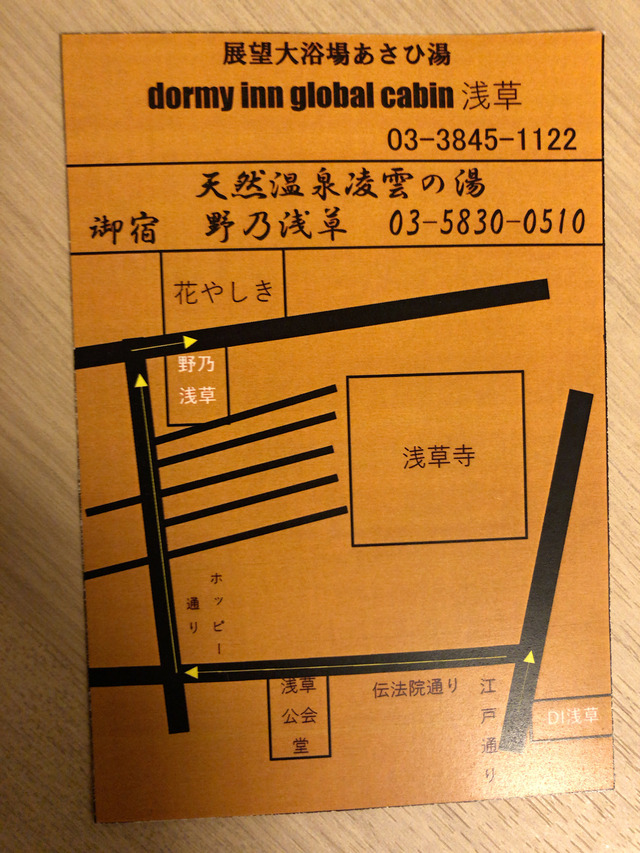 展望大浴場あさひ湯
dormy inn global cabin 浅草
03-3845-1122
天然温泉凌雲の湯
御宿 野乃浅草 03-5830-0510
花やしき
野乃
浅草
浅草寺
ホッピー
通り
浅草
公会
堂
伝法院通り
江戸通り
DI浅草